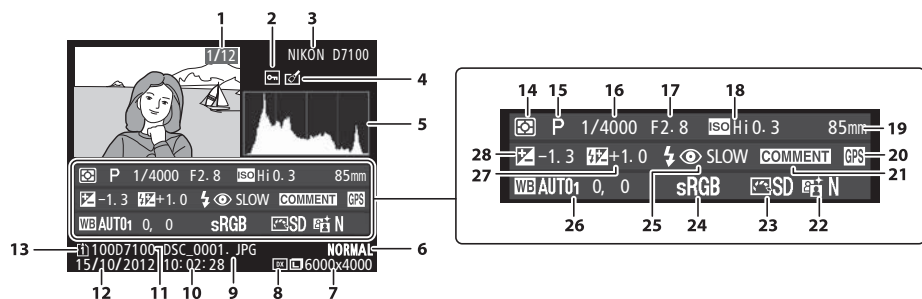 1 2 3
1/12 NIKON D7100
4
5
P 1/4000 F2.8 ISO Hi0.3 85mm
-1.3 +1.0 SLOW COMMENT GPS
WB AUTO1 0, 0 sRGB SD N
13 1 100D7100 DSC_0001.JPG NORMAL 6
15/10/2012 10:02:28 DX L 6000x4000
12 11 10 9 8 7
14 15 16 17 18
P 1/4000 F2.8 ISO Hi0.3 85mm 19
28 -1.3 +1.0 SLOW COMMENT GPS 20
27 21
WB AUTO1 0, 0 sRGB SD N
26 25 24 23 22